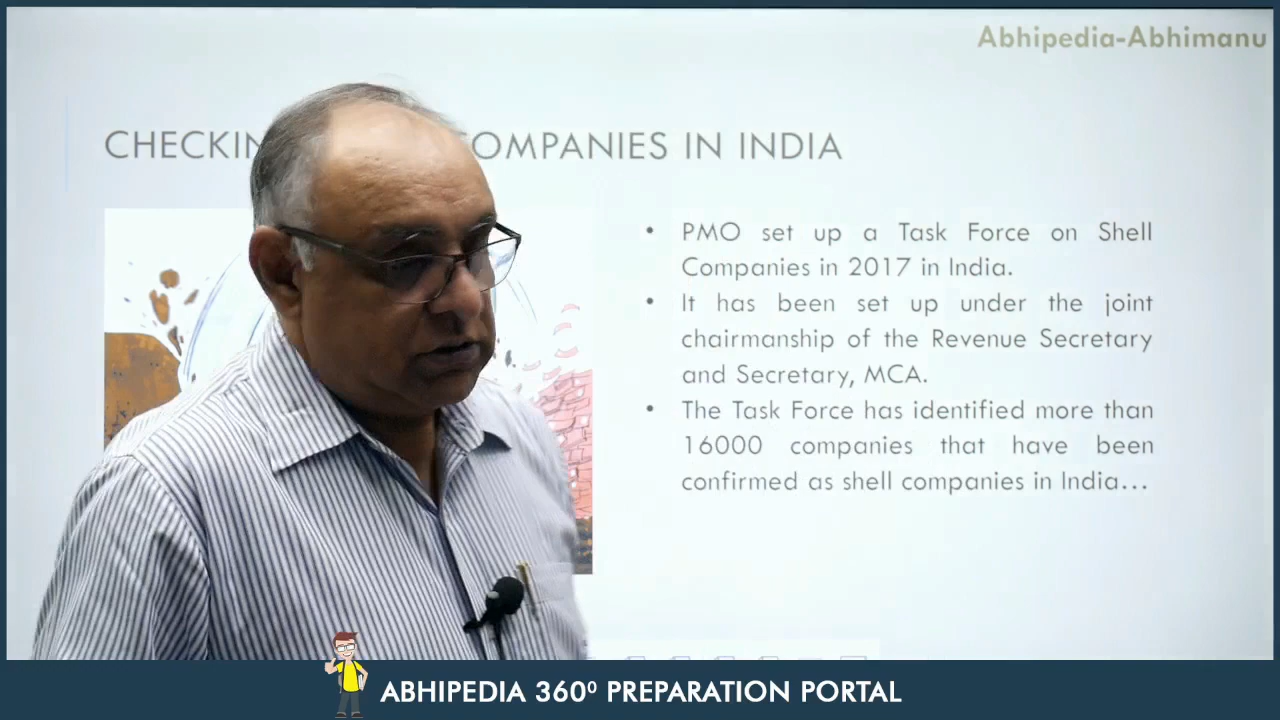 Abhipedia-Abhimanu
CHECKIN OMPANIES IN INDIA
• PMO set up a Task Force on Shell
Companies in 2017 in India.
• It has been set up under the joint
chairmanship of the Revenue Secretary
and Secretary, MCA.
• The Task Force has identified more than
16000 companies that have been
confirmed as shell companies in India...
ABHIPEDIA 360⁰ PREPARATION PORTAL